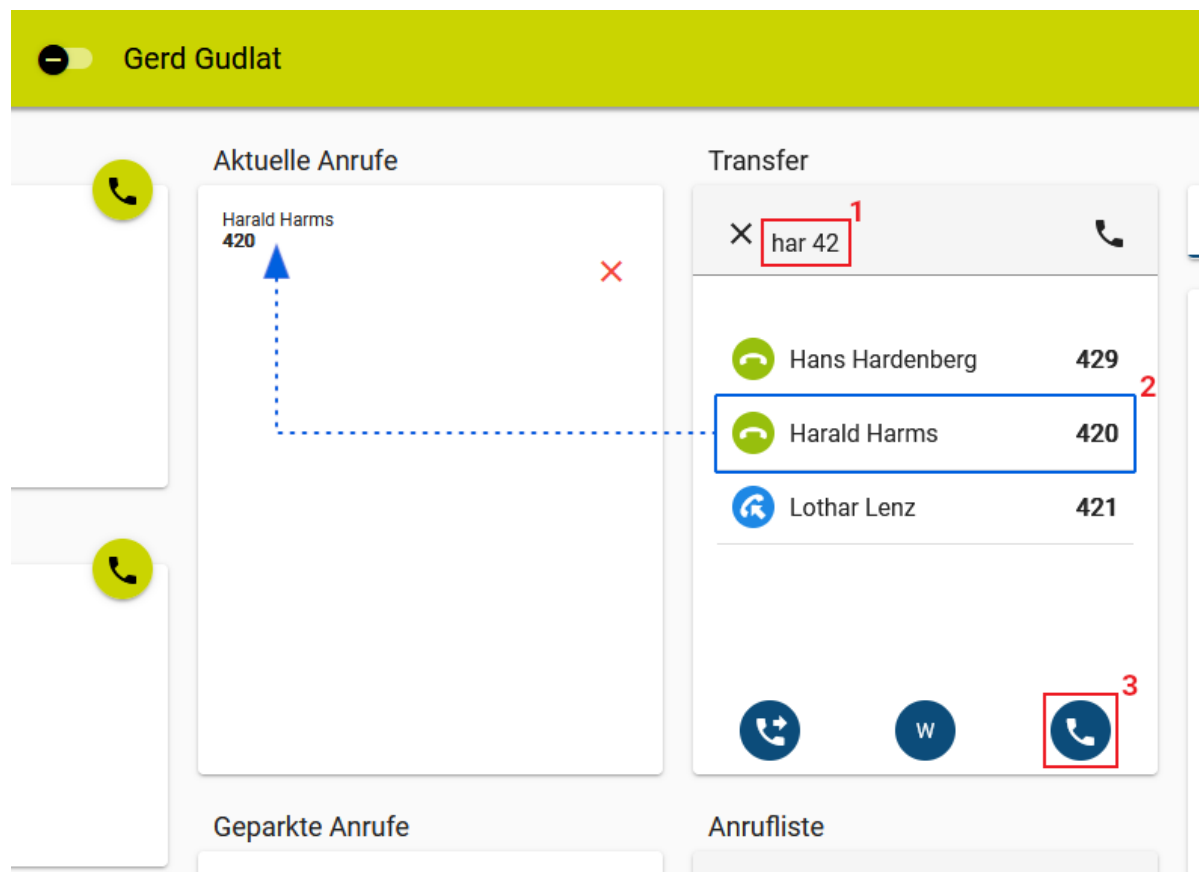 Gerd Gudlat
Aktuelle Anrufe
Harald Harms
420
Transfer
1
har 42
Hans Hardenberg 429
2
Harald Harms 420
Lothar Lenz 421
3
W
Geparkte Anrufe
Anrufliste